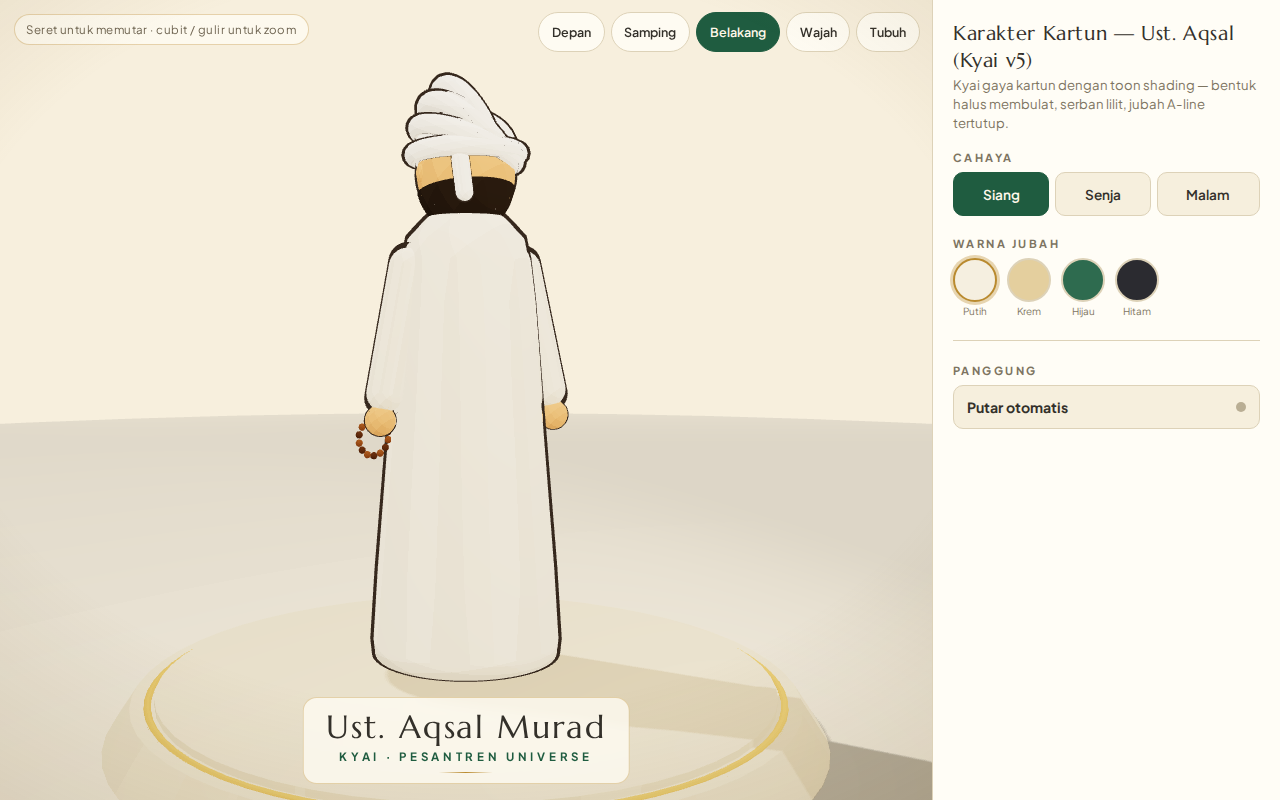 Seret untuk memutar · cubit / gulir untuk zoom
Depan
Samping
Belakang
Wajah
Tubuh
Ust. Aqsal Murad
KYAI · PESANTREN UNIVERSE
Karakter Kartun — Ust. Aqsal
(Kyai v5)
Kyai gaya kartun dengan toon shading — bentuk
halus membulat, serban lilit, jubah A-line
tertutup.
CAHAYA
Siang
Senja
Malam
WARNA JUBAH
Putih
Krem
Hijau
Hitam
PANGGUNG
Putar otomatis